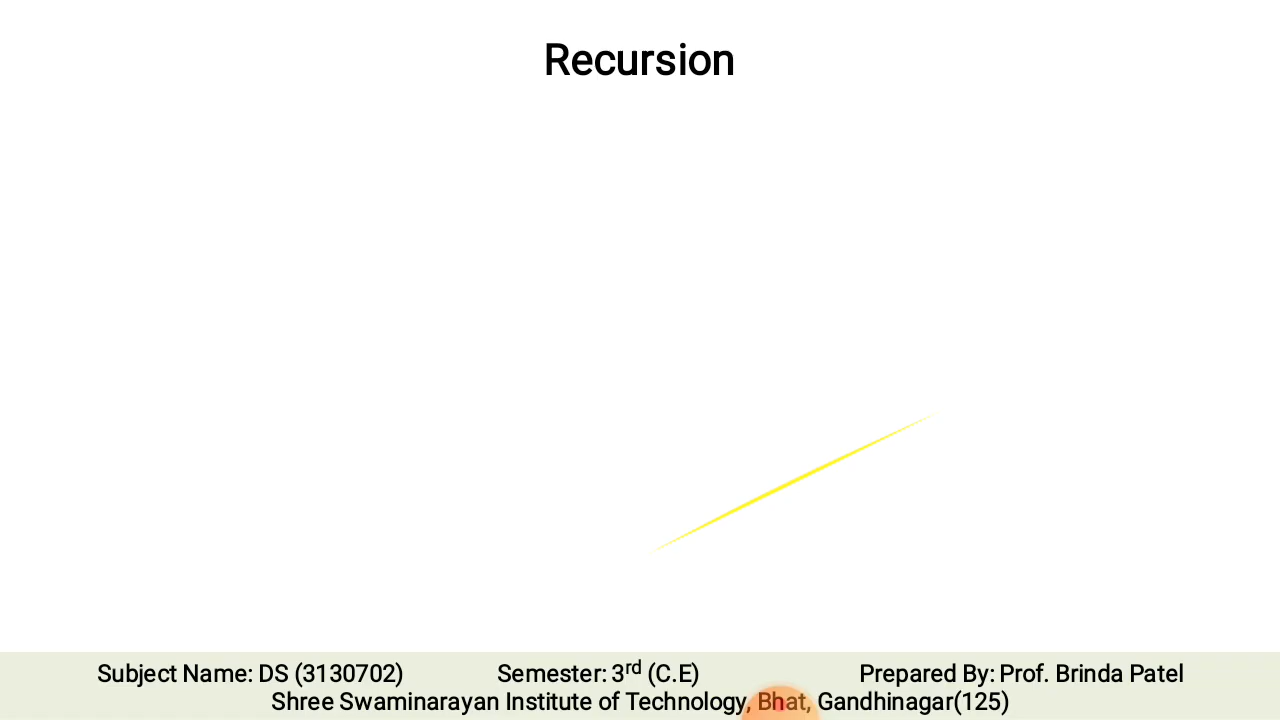 Recursion
Subject Name: DS (3130702) Semester: 3rd (C.E) Prepared By: Prof. Brinda Patel
Shree Swaminarayan Institute of Technology, Bhat, Gandhinagar(125)